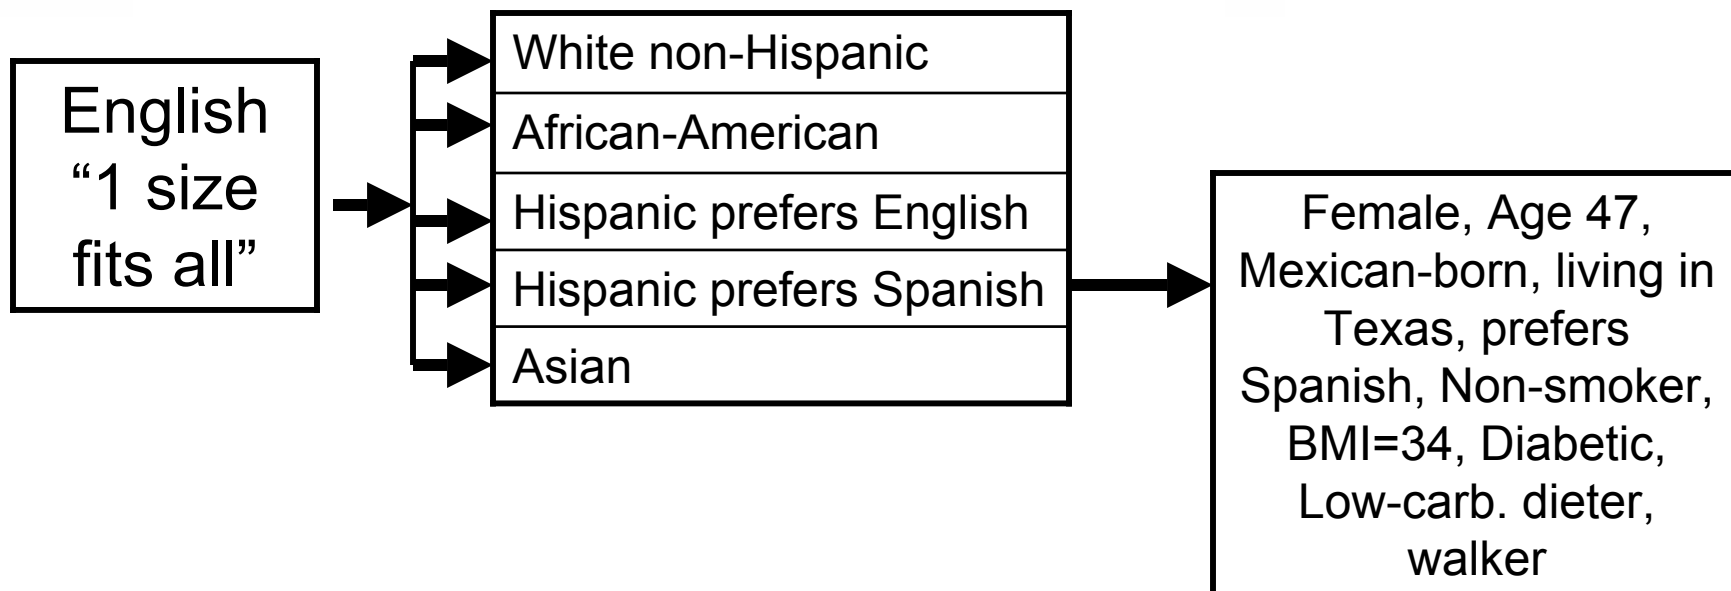 English
“1 size
fits all”
White non-Hispanic
African-American
Hispanic prefers English
Hispanic prefers Spanish
Asian
Female, Age 47,
Mexican-born, living in
Texas, prefers
Spanish, Non-smoker,
BMI=34, Diabetic,
Low-carb. dieter,
walker